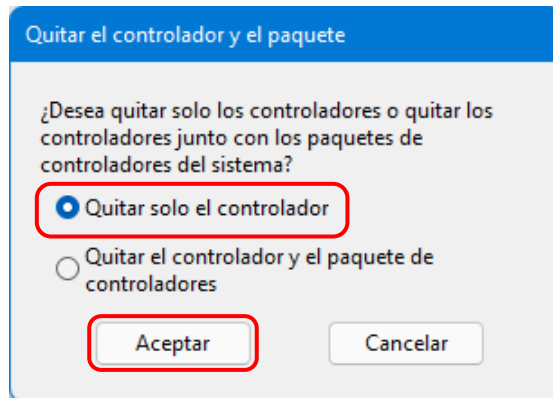 Quitar el controlador y el paquete
¿Desea quitar solo los controladores o quitar los
controladores junto con los paquetes de
controladores del sistema?
Quitar solo el controlador
Quitar el controlador y el paquete de
controladores
Aceptar
Cancelar